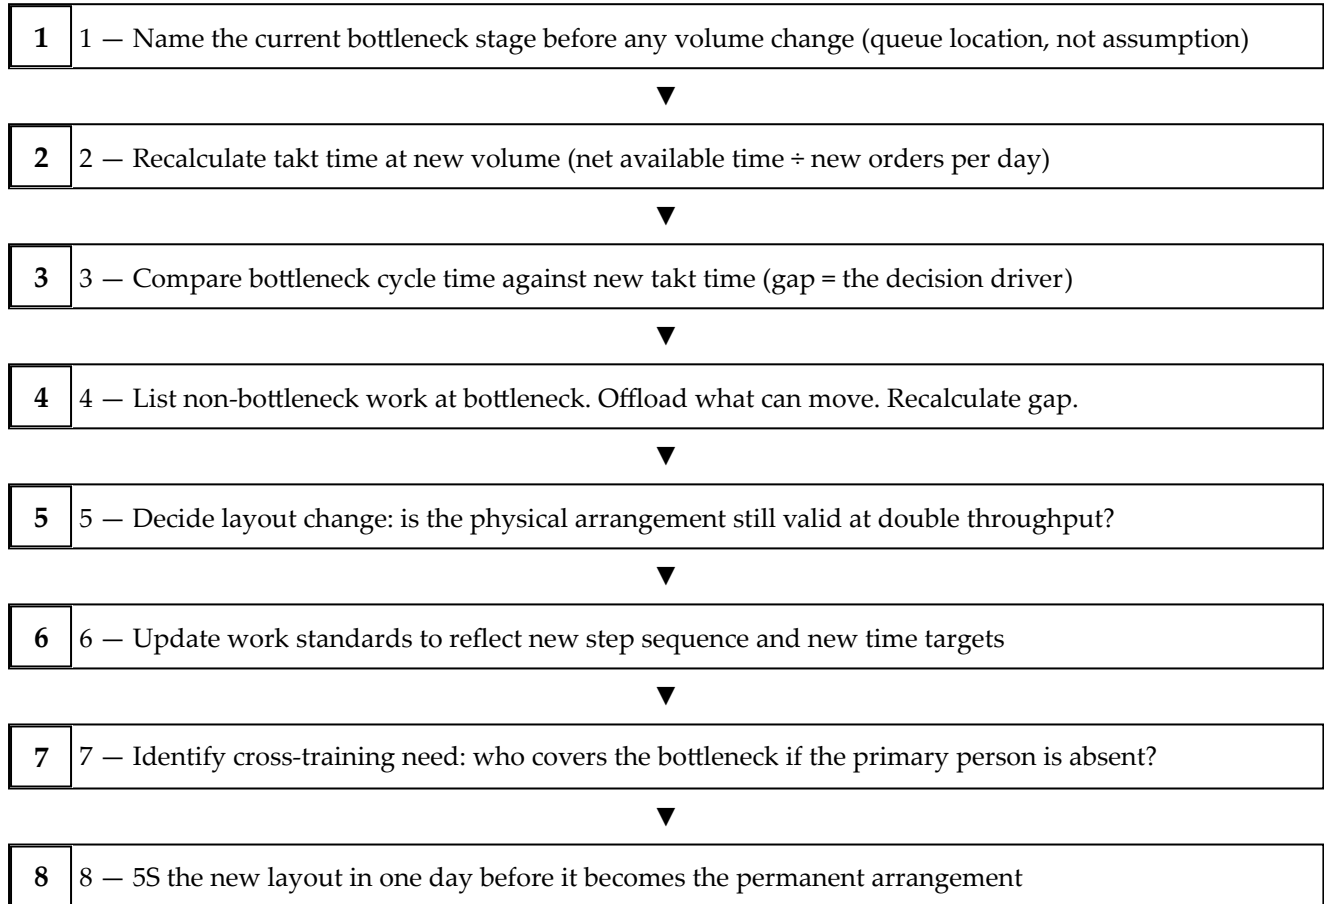 1 1 — Name the current bottleneck stage before any volume change (queue location, not assumption)
▼
2 2 — Recalculate takt time at new volume (net available time ÷ new orders per day)
▼
3 3 — Compare bottleneck cycle time against new takt time (gap = the decision driver)
▼
4 4 — List non-bottleneck work at bottleneck. Offload what can move. Recalculate gap.
▼
5 5 — Decide layout change: is the physical arrangement still valid at double throughput?
▼
6 6 — Update work standards to reflect new step sequence and new time targets
▼
7 7 — Identify cross-training need: who covers the bottleneck if the primary person is absent?
▼
8 8 — 5S the new layout in one day before it becomes the permanent arrangement